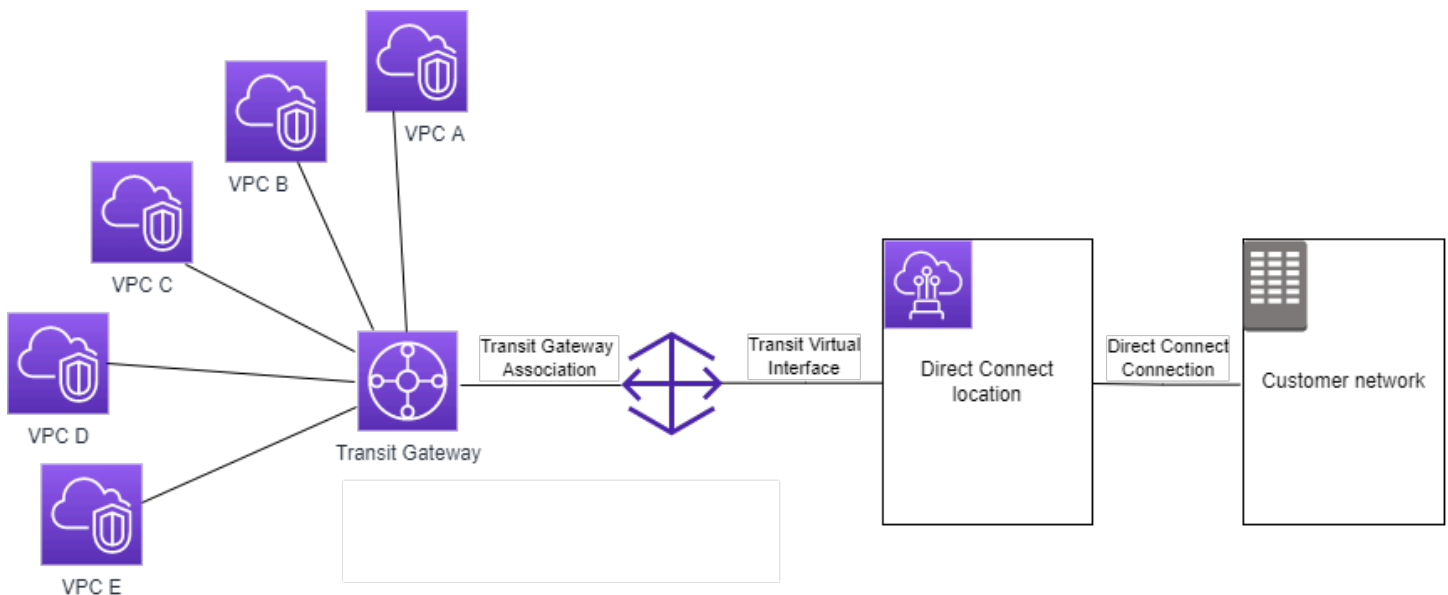 VPC A
VPC B
VPC C
VPC D
VPC E
Transit Gateway
Transit Gateway
Association
Transit Virtual
Interface
Direct Connect
location
Direct Connect
Connection
Customer network